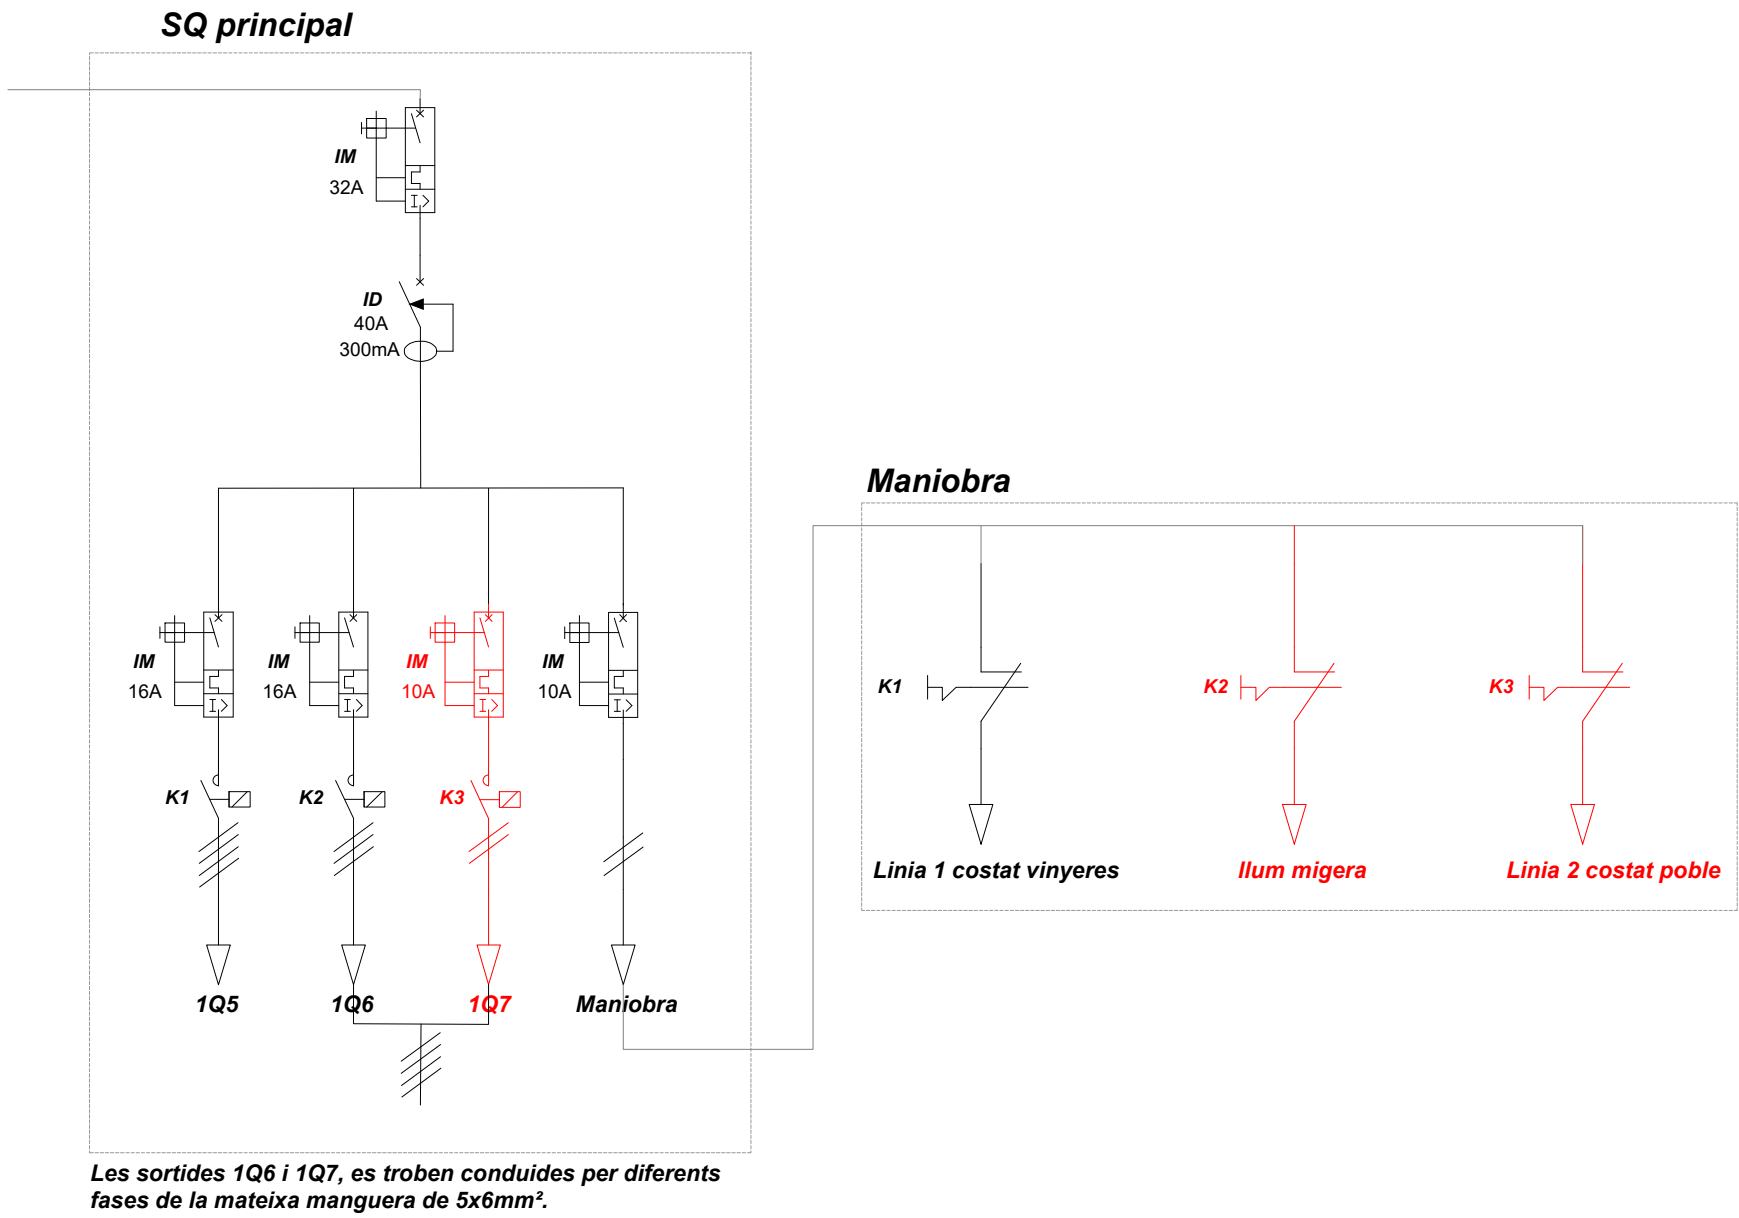 SQ principal
IM
32A
ID
40A
300mA
Maniobra
IM
16A
IM
16A
IM
10A
IM
10A
K1
K2
K3
K1
K2
K3
Linia 1 costat vinyeres
llum migera
Linia 2 costat poble
1Q5
1Q6
1Q7
Maniobra
Les sortides 1Q6 i 1Q7, es troben conduides per diferents
fases de la mateixa manguera de 5x6mm².